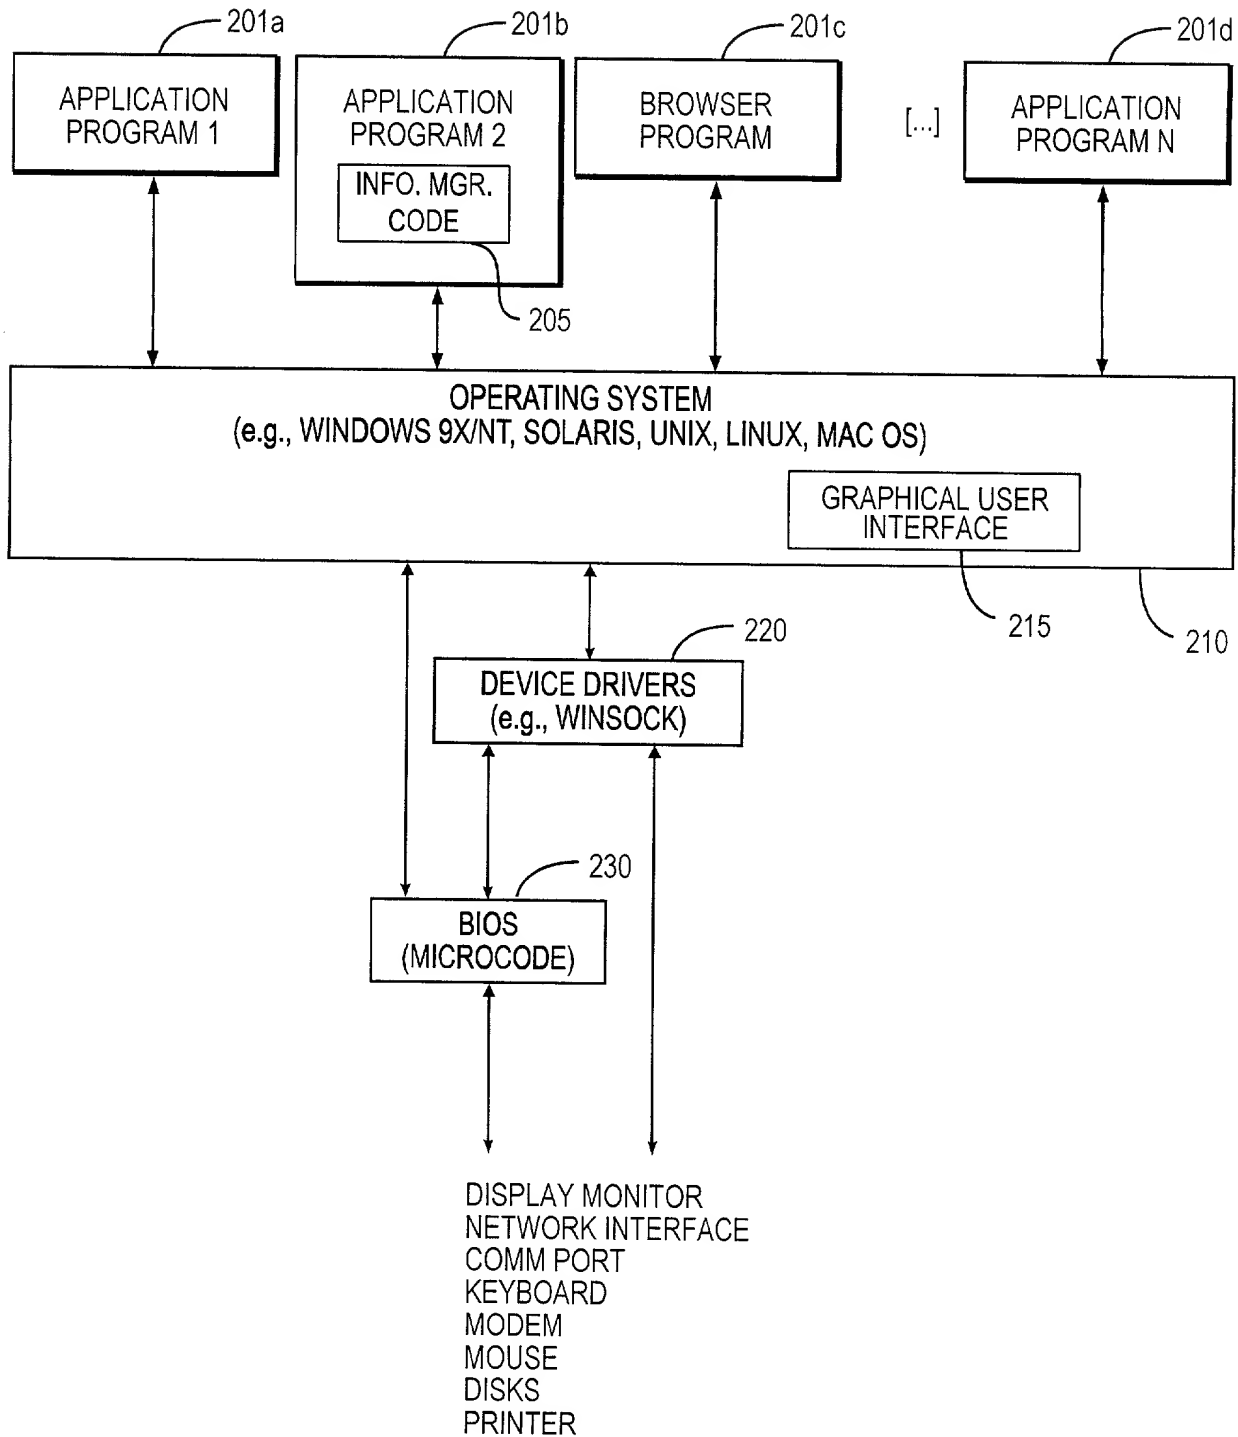 201a
201b
201c
201d
APPLICATION
PROGRAM 1
APPLICATION
PROGRAM 2
INFO. MGR.
CODE
BROWSER
PROGRAM
[...]
APPLICATION
PROGRAM N
205
OPERATING SYSTEM
(e.g., WINDOWS 9X/NT, SOLARIS, UNIX, LINUX, MAC OS)
GRAPHICAL USER
INTERFACE
215
210
220
DEVICE DRIVERS
(e.g., WINSOCK)
230
BIOS
(MICROCODE)
DISPLAY MONITOR
NETWORK INTERFACE
COMM PORT
KEYBOARD
MODEM
MOUSE
DISKS
PRINTER